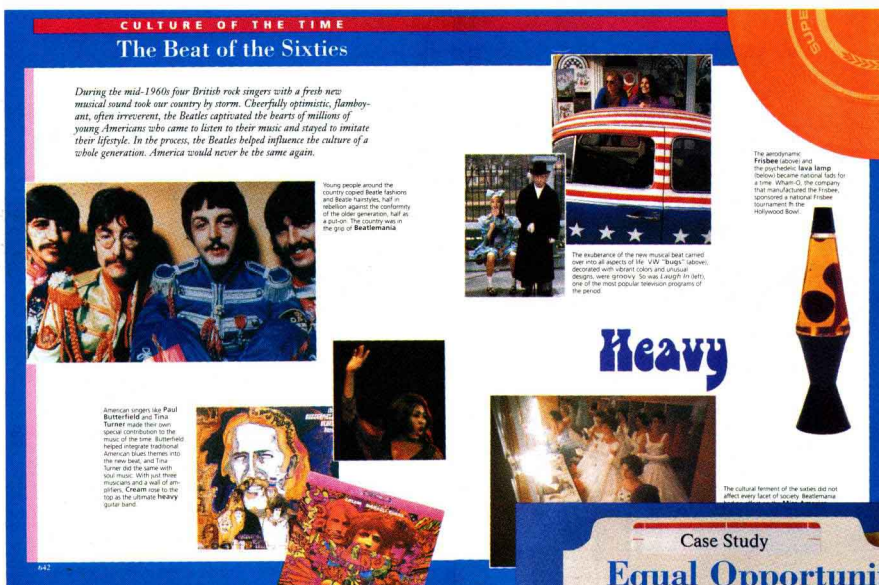 CULTURE OF THE TIME
The Beat of the Sixties
During the mid-1960s four British rock singers with a fresh new
musical sound took our country by storm. Cheerfully optimistic, flamboy-
ant, often irreverent, the Beatles captivated the hearts of millions of
young Americans who came to listen to their music and stayed to imitate
their lifestyle. In the process, the Beatles helped influence the culture of a
whole generation. America would never be the same again.
Young people around the
country copied Beatle fashions
and Beatle hairstyles, half in
rebellion against the conformity
of the older generation, half as
a put-on. The country was in
the grip of Beatlemania.
American singers like Paul
Butterfield and Tina
Turner made their own
special contribution to the
music of the time. Butterfield
helped integrate traditional
American blues themes into
the new beat, and Tina
Turner did the same with
soul music. With just three
musicians and a wall of am-
plifiers, Cream rose to the
top as the ultimate heavy
guitar band.
642
The exuberance of the new musical beat carried
over into all aspects of life. VW "bugs" (above),
decorated with vibrant colors and unusual
designs, were groovy. So was Laugh In (left),
one of the most popular television programs of
the period.
SUPE
The aerodynamic
Frisbee (above) and
the psychedelic lava lamp
(below) became national fads for
a time. Wham-O, the company
that manufactured the Frisbee,
sponsored a national Frisbee
tournament in the
Hollywood Bowl.
Heavy
The cultural ferment of the sixties did not
affect every facet of society. Beatlemania
Case Study
Equal Opportuni